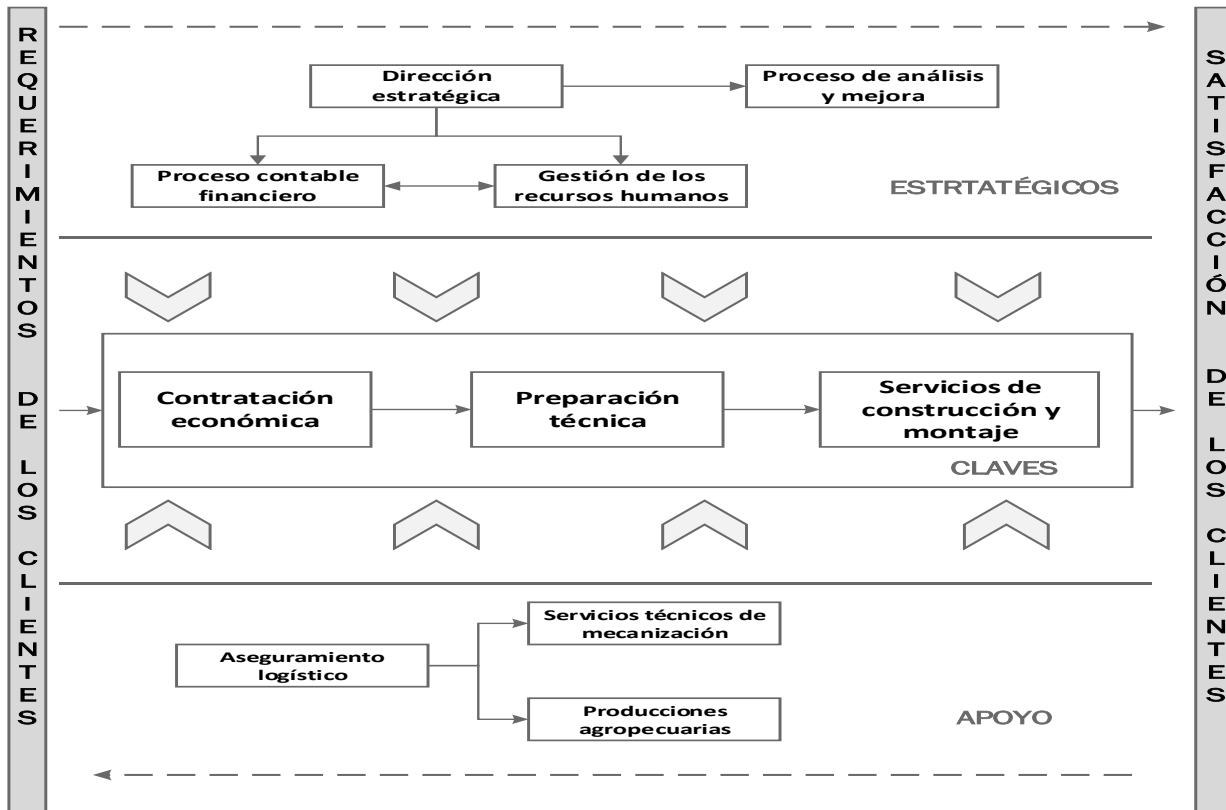 REQUERIMIENTOS DE LOS CLIENTES
Dirección
estratégica
Proceso de análisis
y mejora
Proceso contable
financiero
Gestión de los
recursos humanos
ESTRTATÉGICOS
Contratación
económica
Preparación
técnica
Servicios de
construcción y
montaje
CLAVES
Servicios técnicos de
mecanización
Aseguramiento
logístico
Producciones
agropecuarias
APOYO
SATISFACCIÓN DE LOS CLIENTES